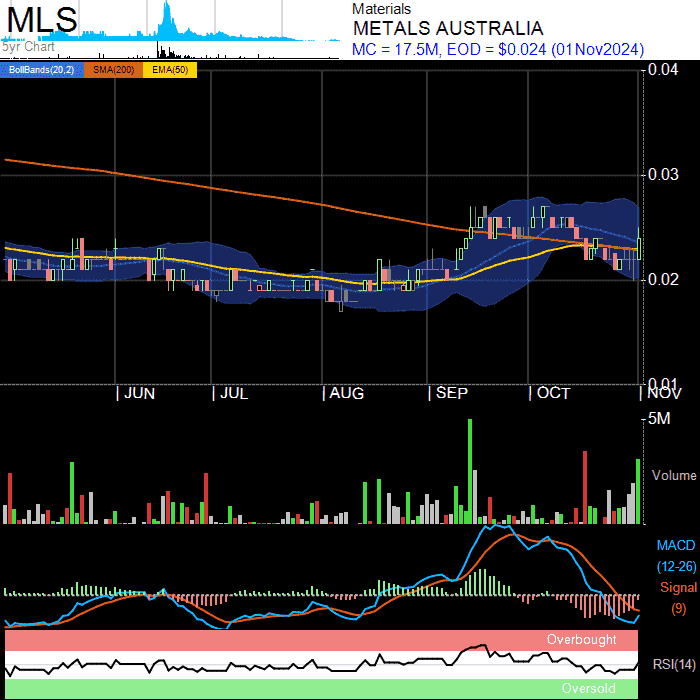 MLS
5yr Chart
Materials
METALS AUSTRALIA
MC = 17.5M, EOD = $0.024 (01Nov2024)
BollBands(20,2) SMA(200) EMA(50)
0.04
0.03
0.02
0.01
JUN JUL AUG SEP OCT NOV
5M
Volume
MACD
(12-26)
Signal
(9)
Overbought
RSI(14)
Oversold